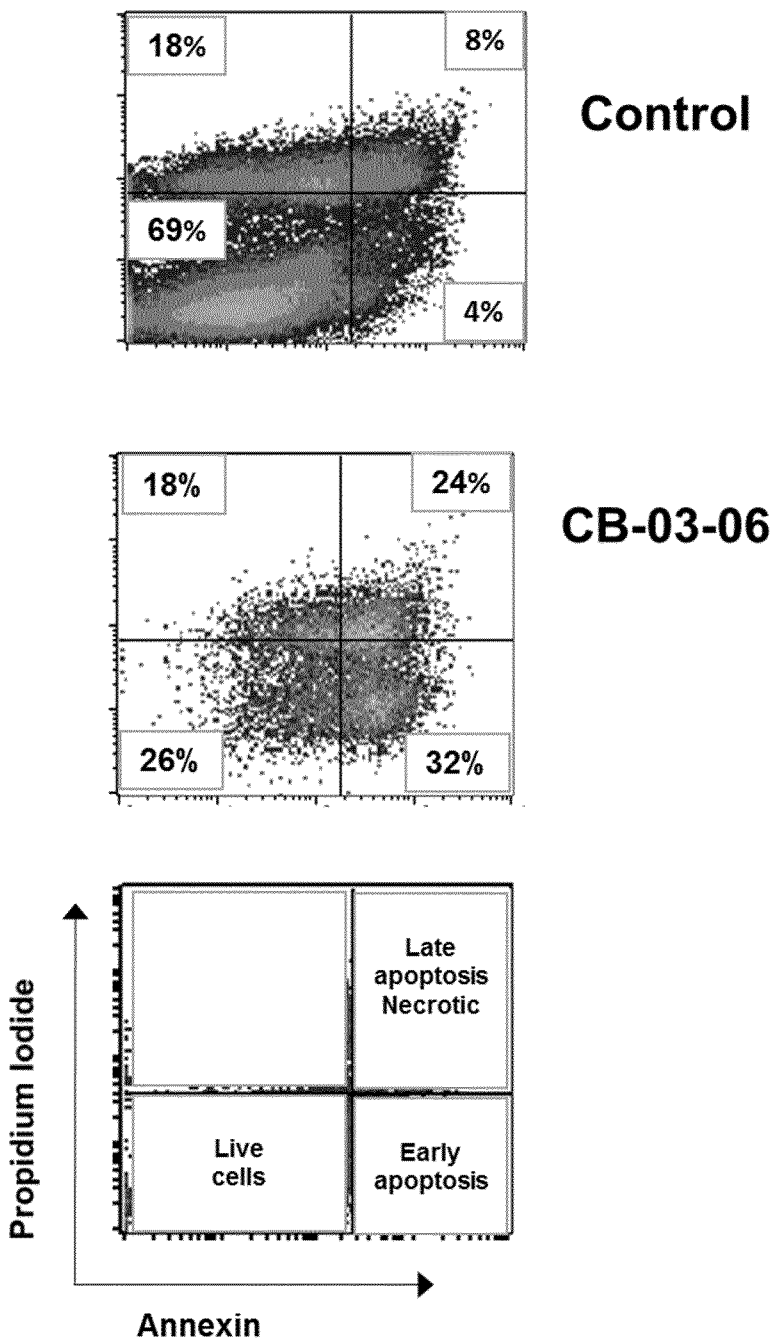 18%
8%
Control
69%
4%
18%
24%
CB-03-06
26%
32%
Late
apoptosis
Necrotic
Live
cells
Early
apoptosis
Propidium Iodide
Annexin